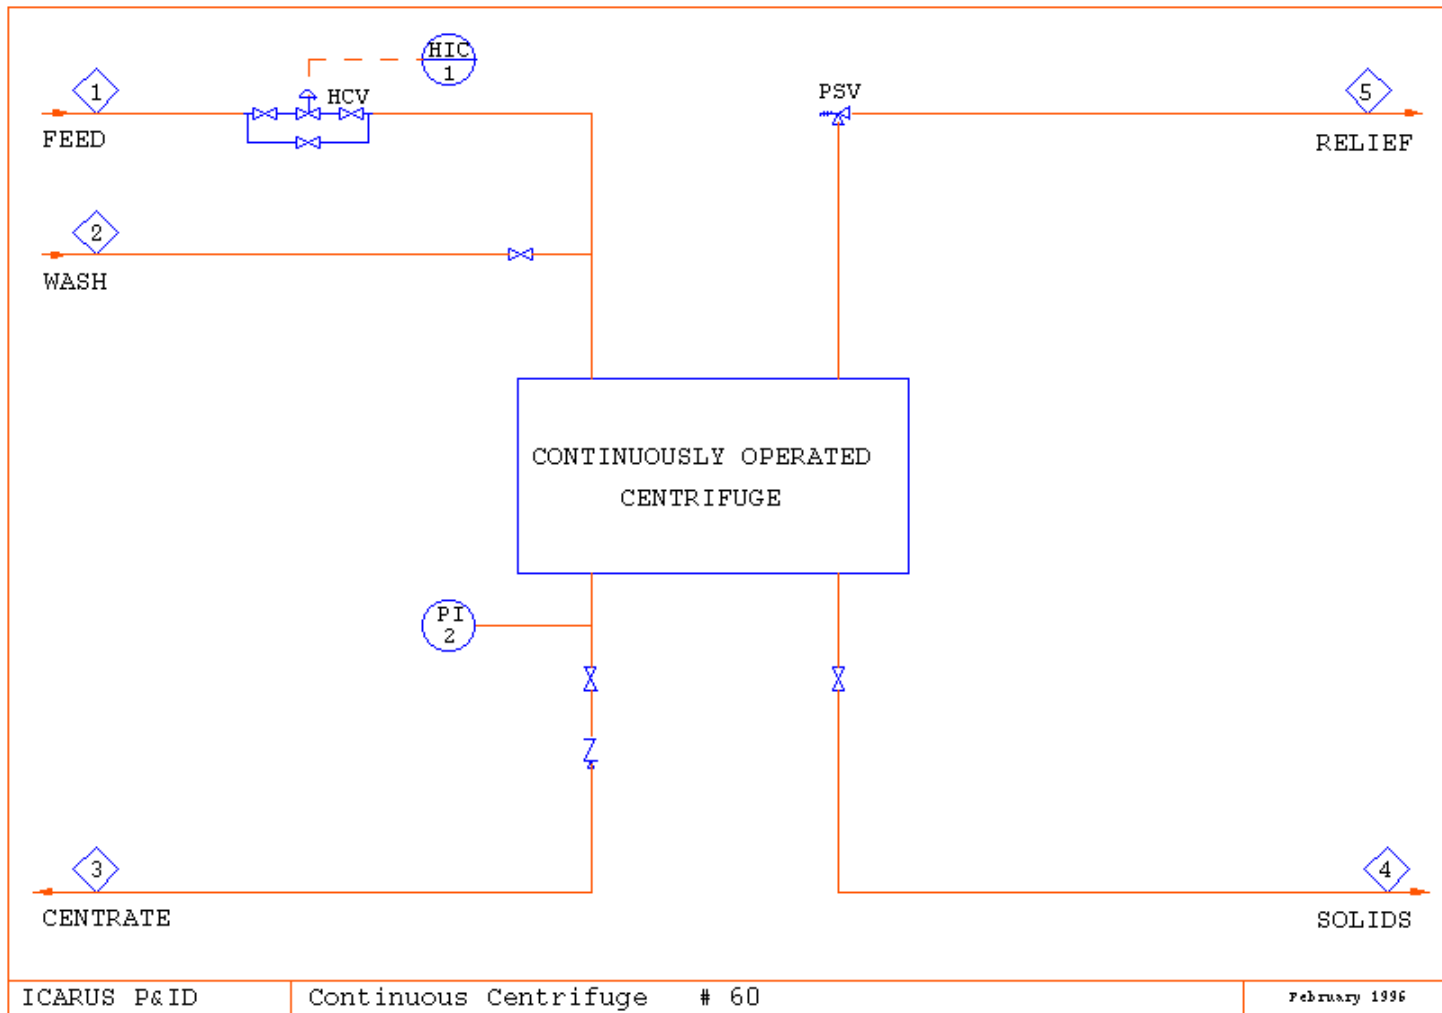 HIC
1
1
HCV
FEED
PSV
5
RELIEF
2
WASH
CONTINUOUSLY OPERATED
CENTRIFUGE
PI
2
3
CENTRATE
4
SOLIDS
ICARUS P&ID
Continuous Centrifuge # 60
February 1996